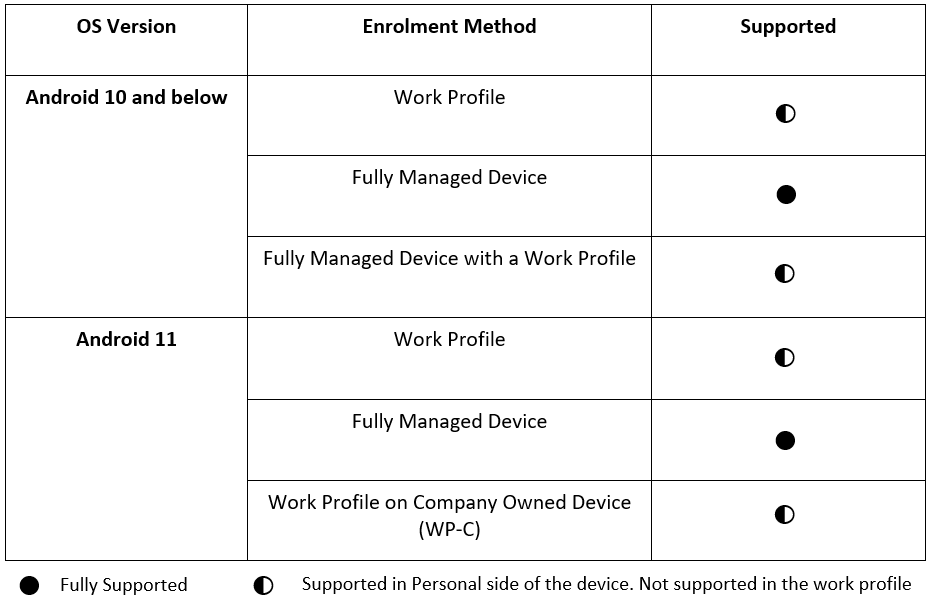 OS Version
Enrolment Method
Supported
Android 10 and below
Work Profile
Fully Managed Device
Fully Managed Device with a Work Profile
Android 11
Work Profile
Fully Managed Device
Work Profile on Company Owned Device
(WP-C)
Fully Supported
Supported in Personal side of the device. Not supported in the work profile